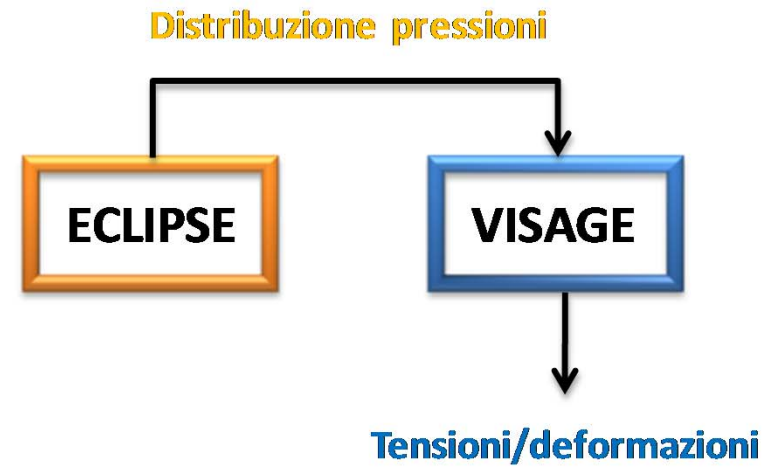 Distribuzione pressioni
ECLIPSE
VISAGE
Tensioni/deformazioni